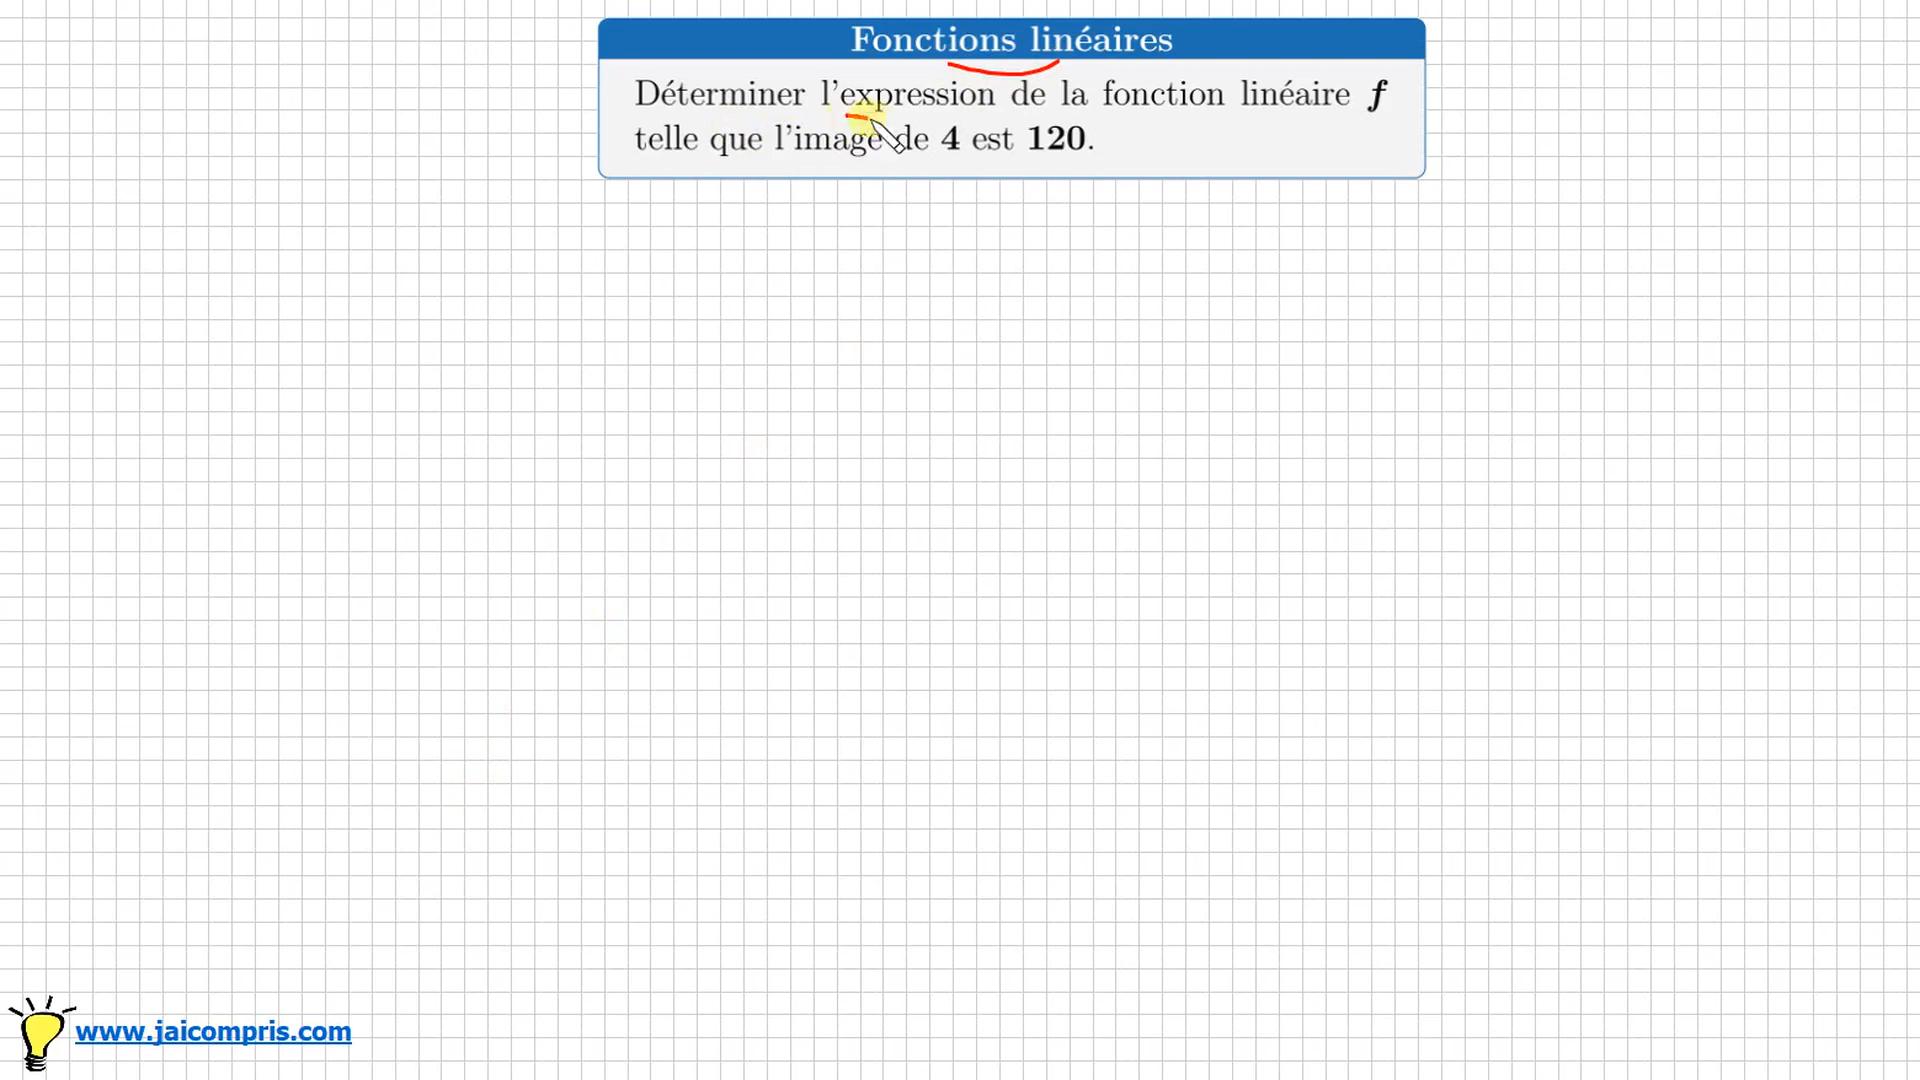 Fonctions linéaires
Déterminer l'expression de la fonction linéaire f
telle que l'image de 4 est 120.
www.jaicompris.com